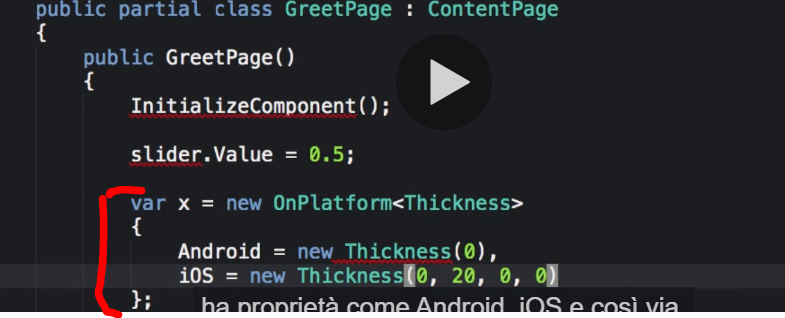 public partial class GreetPage : ContentPage
{
public GreetPage()
{
InitializeComponent();
slider.Value = 0.5;
var x = new OnPlatform<Thickness>
{
Android = new Thickness(0),
iOS = new Thickness(0, 20, 0, 0)
};
ha proprietà come Android, iOS e così via